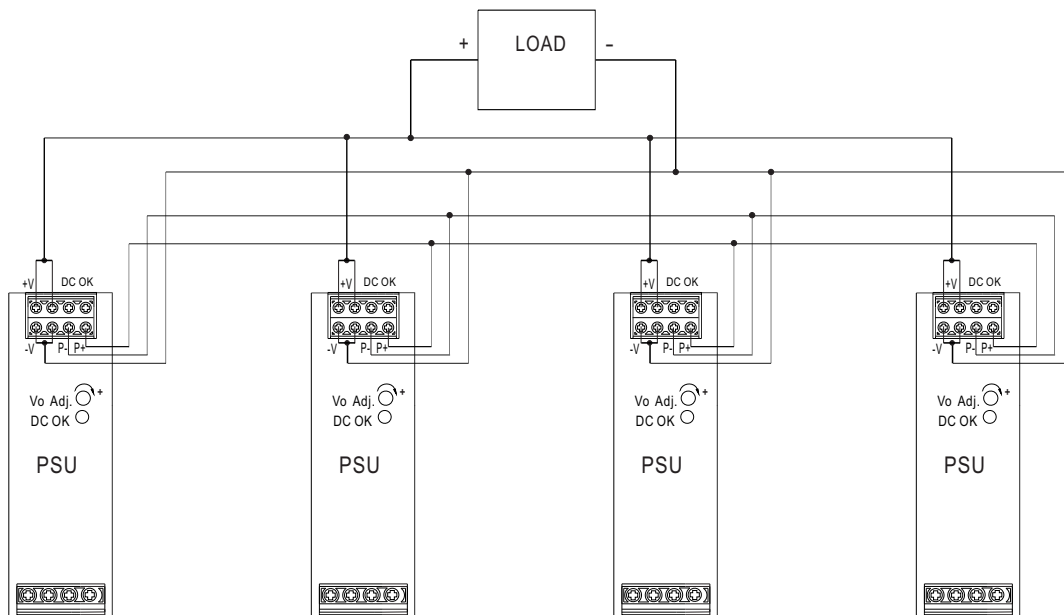 + LOAD -
+V DC OK
+V DC OK
+V DC OK
+V DC OK
-V P- P+
-V P- P+
-V P- P+
-V P- P+
Vo Adj. +
DC OK
Vo Adj. +
DC OK
Vo Adj. +
DC OK
Vo Adj. +
DC OK
PSU
PSU
PSU
PSU